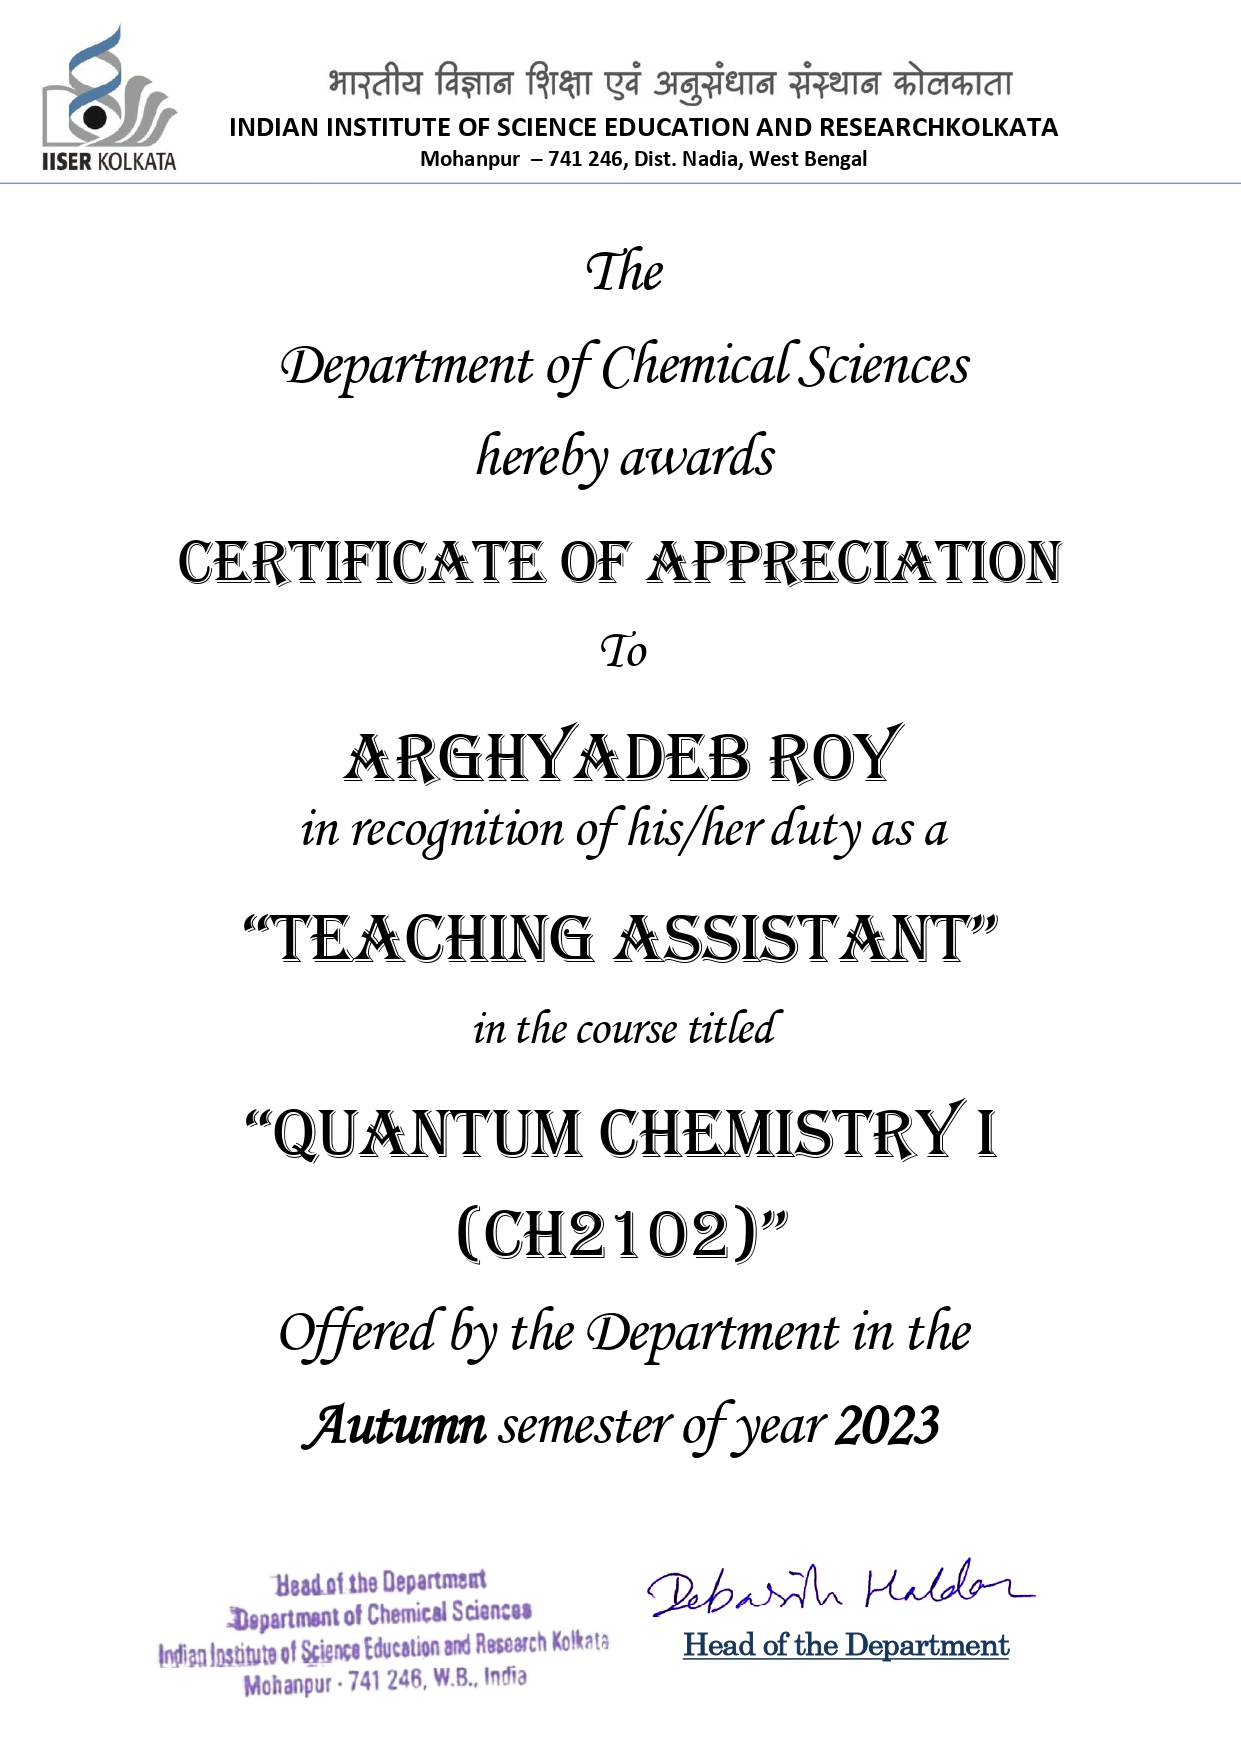 भारतीय विज्ञान शिक्षा एवं अनुसंधान संस्थान कोलकाता
INDIAN INSTITUTE OF SCIENCE EDUCATION AND RESEARCHKOLKATA
Mohanpur – 741 246, Dist. Nadia, West Bengal
IISER KOLKATA
The
Department of Chemical Sciences
hereby awards
CERTIFICATE OF APPRECIATION
To
ARGHYADEB ROY
in recognition of his/her duty as a
“TEACHING ASSISTANT”
in the course titled
“QUANTUM CHEMISTRY I
(CH2102)”
Offered by the Department in the
Autumn semester of year 2023
Head of the Department
Department of Chemical Sciences
Indian Institute of Science Education and Research Kolkata
Mohanpur - 741 246, W.B., India
Debasish Haldar
Head of the Department